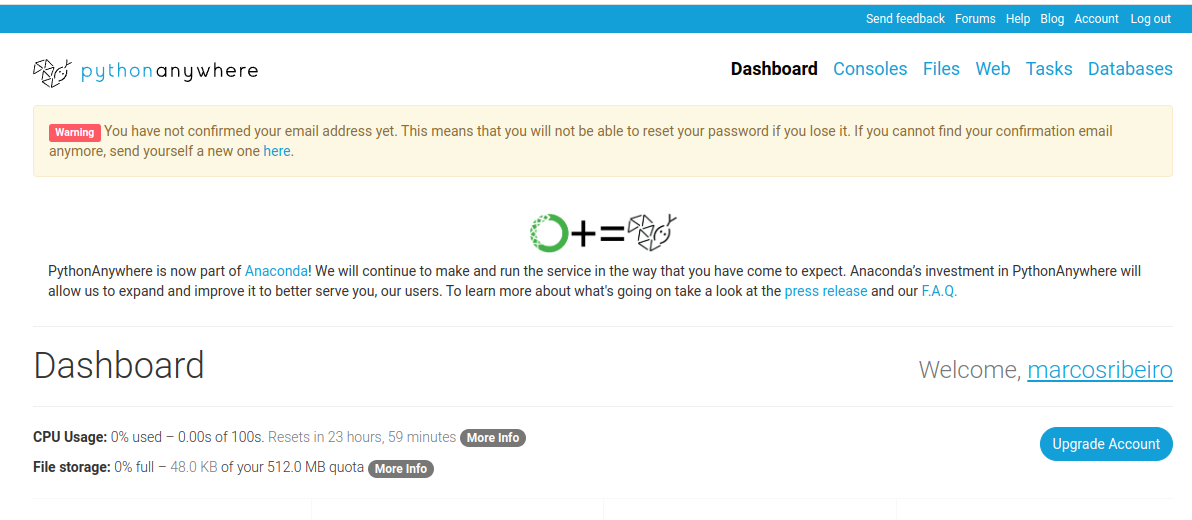 Send feedback Forums Help Blog Account Log out
pythonanywhere
Dashboard Consoles Files Web Tasks Databases
Warning You have not confirmed your email address yet. This means that you will not be able to reset your password if you lose it. If you cannot find your confirmation email
anymore, send yourself a new one here.
PythonAnywhere is now part of Anaconda! We will continue to make and run the service in the way that you have come to expect. Anaconda’s investment in PythonAnywhere will
allow us to expand and improve it to better serve you, our users. To learn more about what's going on take a look at the press release and our F.A.Q.
Dashboard
Welcome, marcosribeiro
CPU Usage: 0% used – 0.00s of 100s. Resets in 23 hours, 59 minutes More Info
Upgrade Account
File storage: 0% full – 48.0 KB of your 512.0 MB quota More Info